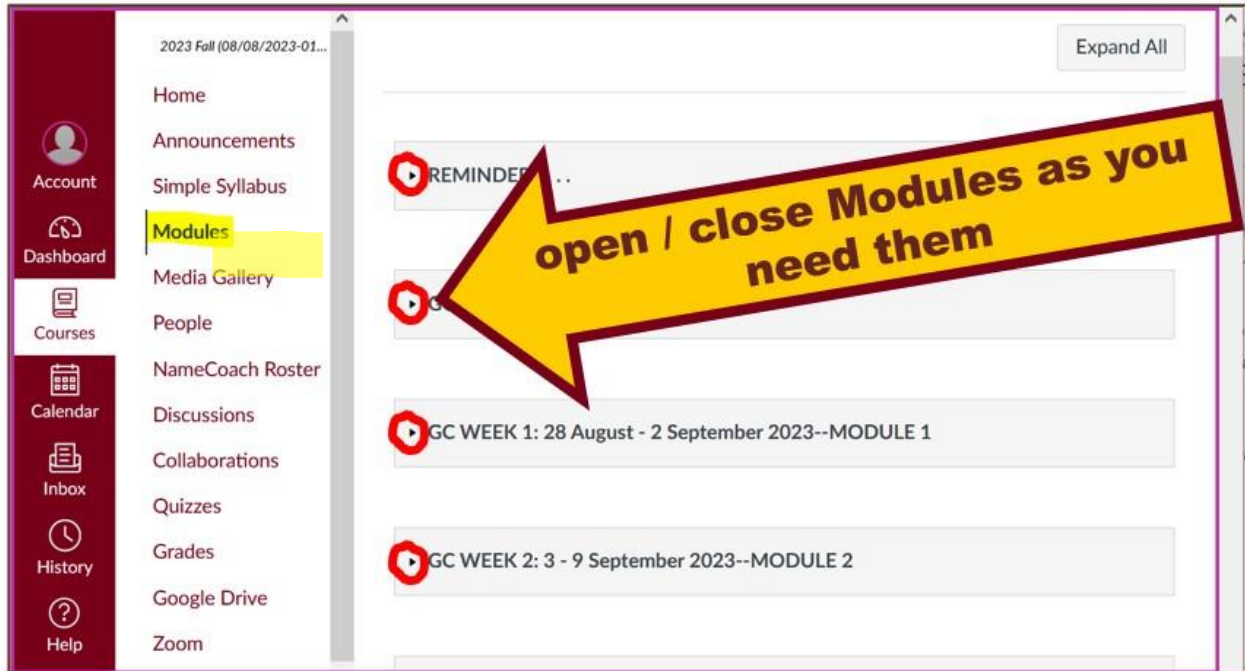 Account
Dashboard
Courses
Calendar
Inbox
History
Help
2023 Fall (08/08/2023-01...
Home
Announcements
Simple Syllabus
Modules
Media Gallery
People
NameCoach Roster
Discussions
Collaborations
Quizzes
Grades
Google Drive
Zoom
Expand All
. .
open / close Modules as you
need them
GC WEEK 1: 28 August - 2 September 2023--MODULE 1
GC WEEK 2: 3 - 9 September 2023--MODULE 2